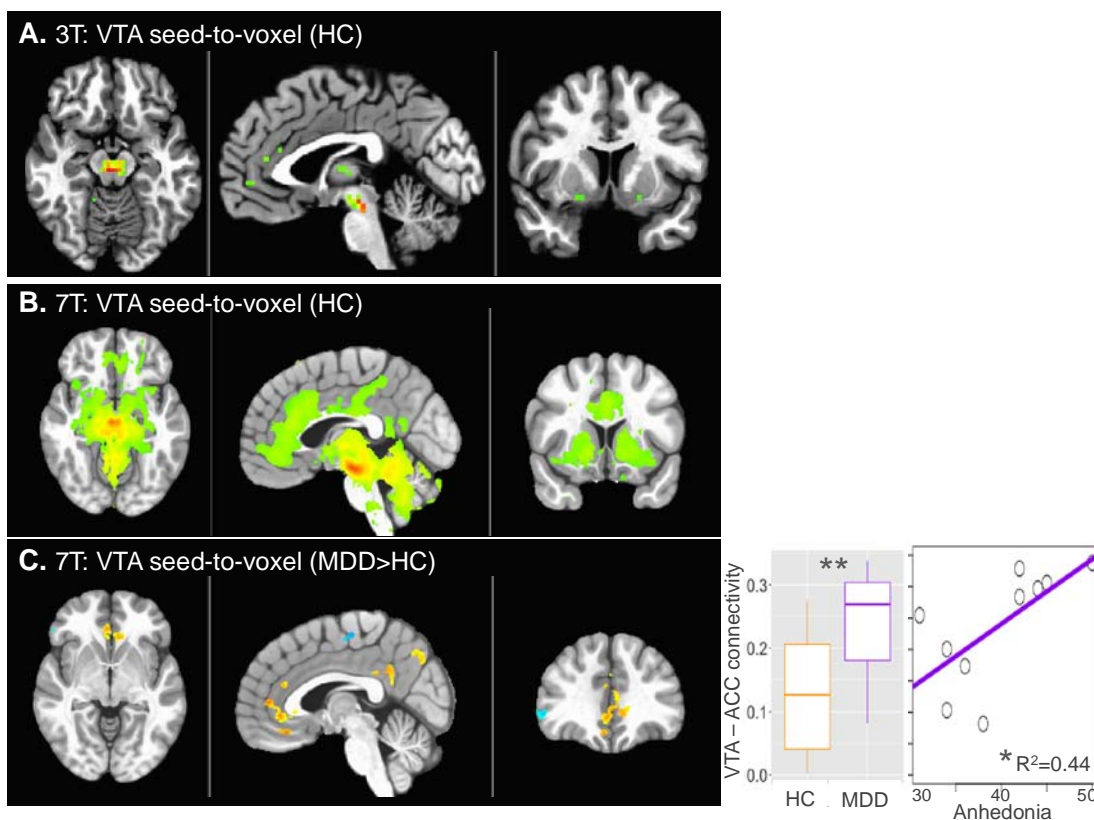 A. 3T: VTA seed-to-voxel (HC)
B. 7T: VTA seed-to-voxel (HC)
C. 7T: VTA seed-to-voxel (MDD>HC)
VTA – ACC connectivity
0.3
0.2
0.1
0.0
**
HC
MDD
* R²=0.44
30
40
50
Anhedonia